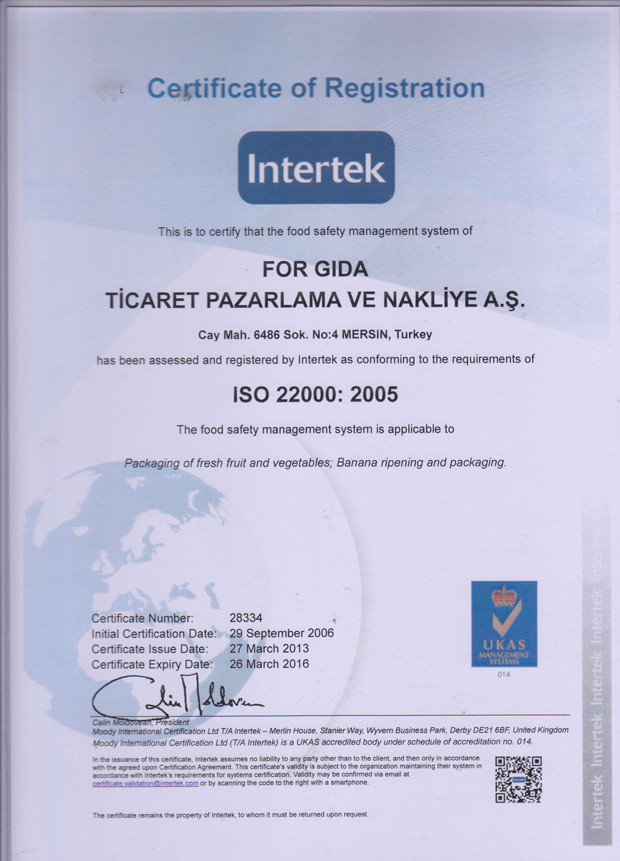 Certificate of Registration
Intertek
This is to certify that the food safety management system of
FOR GIDA
TİCARET PAZARLAMA VE NAKLİYE A.Ş.
Cay Mah. 6486 Sok. No:4 MERSIN, Turkey
has been assessed and registered by Intertek as conforming to the requirements of
ISO 22000: 2005
The food safety management system is applicable to
Packaging of fresh fruit and vegetables; Banana ripening and packaging.
Certificate Number: 28334
Initial Certification Date: 29 September 2006
Certificate Issue Date: 27 March 2013
Certificate Expiry Date: 26 March 2016
UKAS
MANAGEMENT
SYSTEMS
014
Calin Moldovean
Calin Moldovean, President
Moody International Certification Ltd T/A Intertek – Merlin House, Stanier Way, Wyvern Business Park, Derby DE21 6BF, United Kingdom
Moody International Certification Ltd (T/A Intertek) is a UKAS accredited body under schedule of accreditation no. 014.
In the issuance of this certificate, Intertek assumes no liability to any party other than to the client, and then only in accordance
with the agreed upon Certification Agreement. This certificate's validity is subject to the organization maintaining their system in
accordance with Intertek's requirements for systems certification. Validity may be confirmed via email at
certificate.validation@intertek.com or by scanning the code to the right with a smartphone.
The certificate remains the property of Intertek, to whom it must be returned upon request.
Intertek Intertek Intertek Intertek Intertek